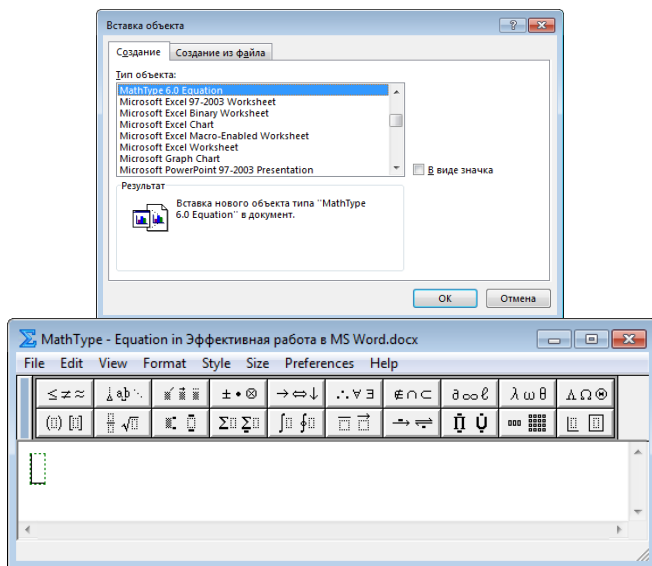 Вставка объекта
Создание Создание из файла
Тип объекта:
MathType 6.0 Equation
Microsoft Excel 97-2003 Worksheet
Microsoft Excel Binary Worksheet
Microsoft Excel Chart
Microsoft Excel Macro-Enabled Worksheet
Microsoft Excel Worksheet
Microsoft Graph Chart
Microsoft PowerPoint 97-2003 Presentation
В виде значка
Результат
Вставка нового объекта типа "MathType
6.0 Equation" в документ.
ОК Отмена
MathType - Equation in Эффективная работа в MS Word.docx
File Edit View Format Style Size Preferences Help
≤≠≈ ±•⊗ →⇔↓ ∴∀∃ ∉∩⊂ ∂∞ℓ λωθ ΛΩ⊛